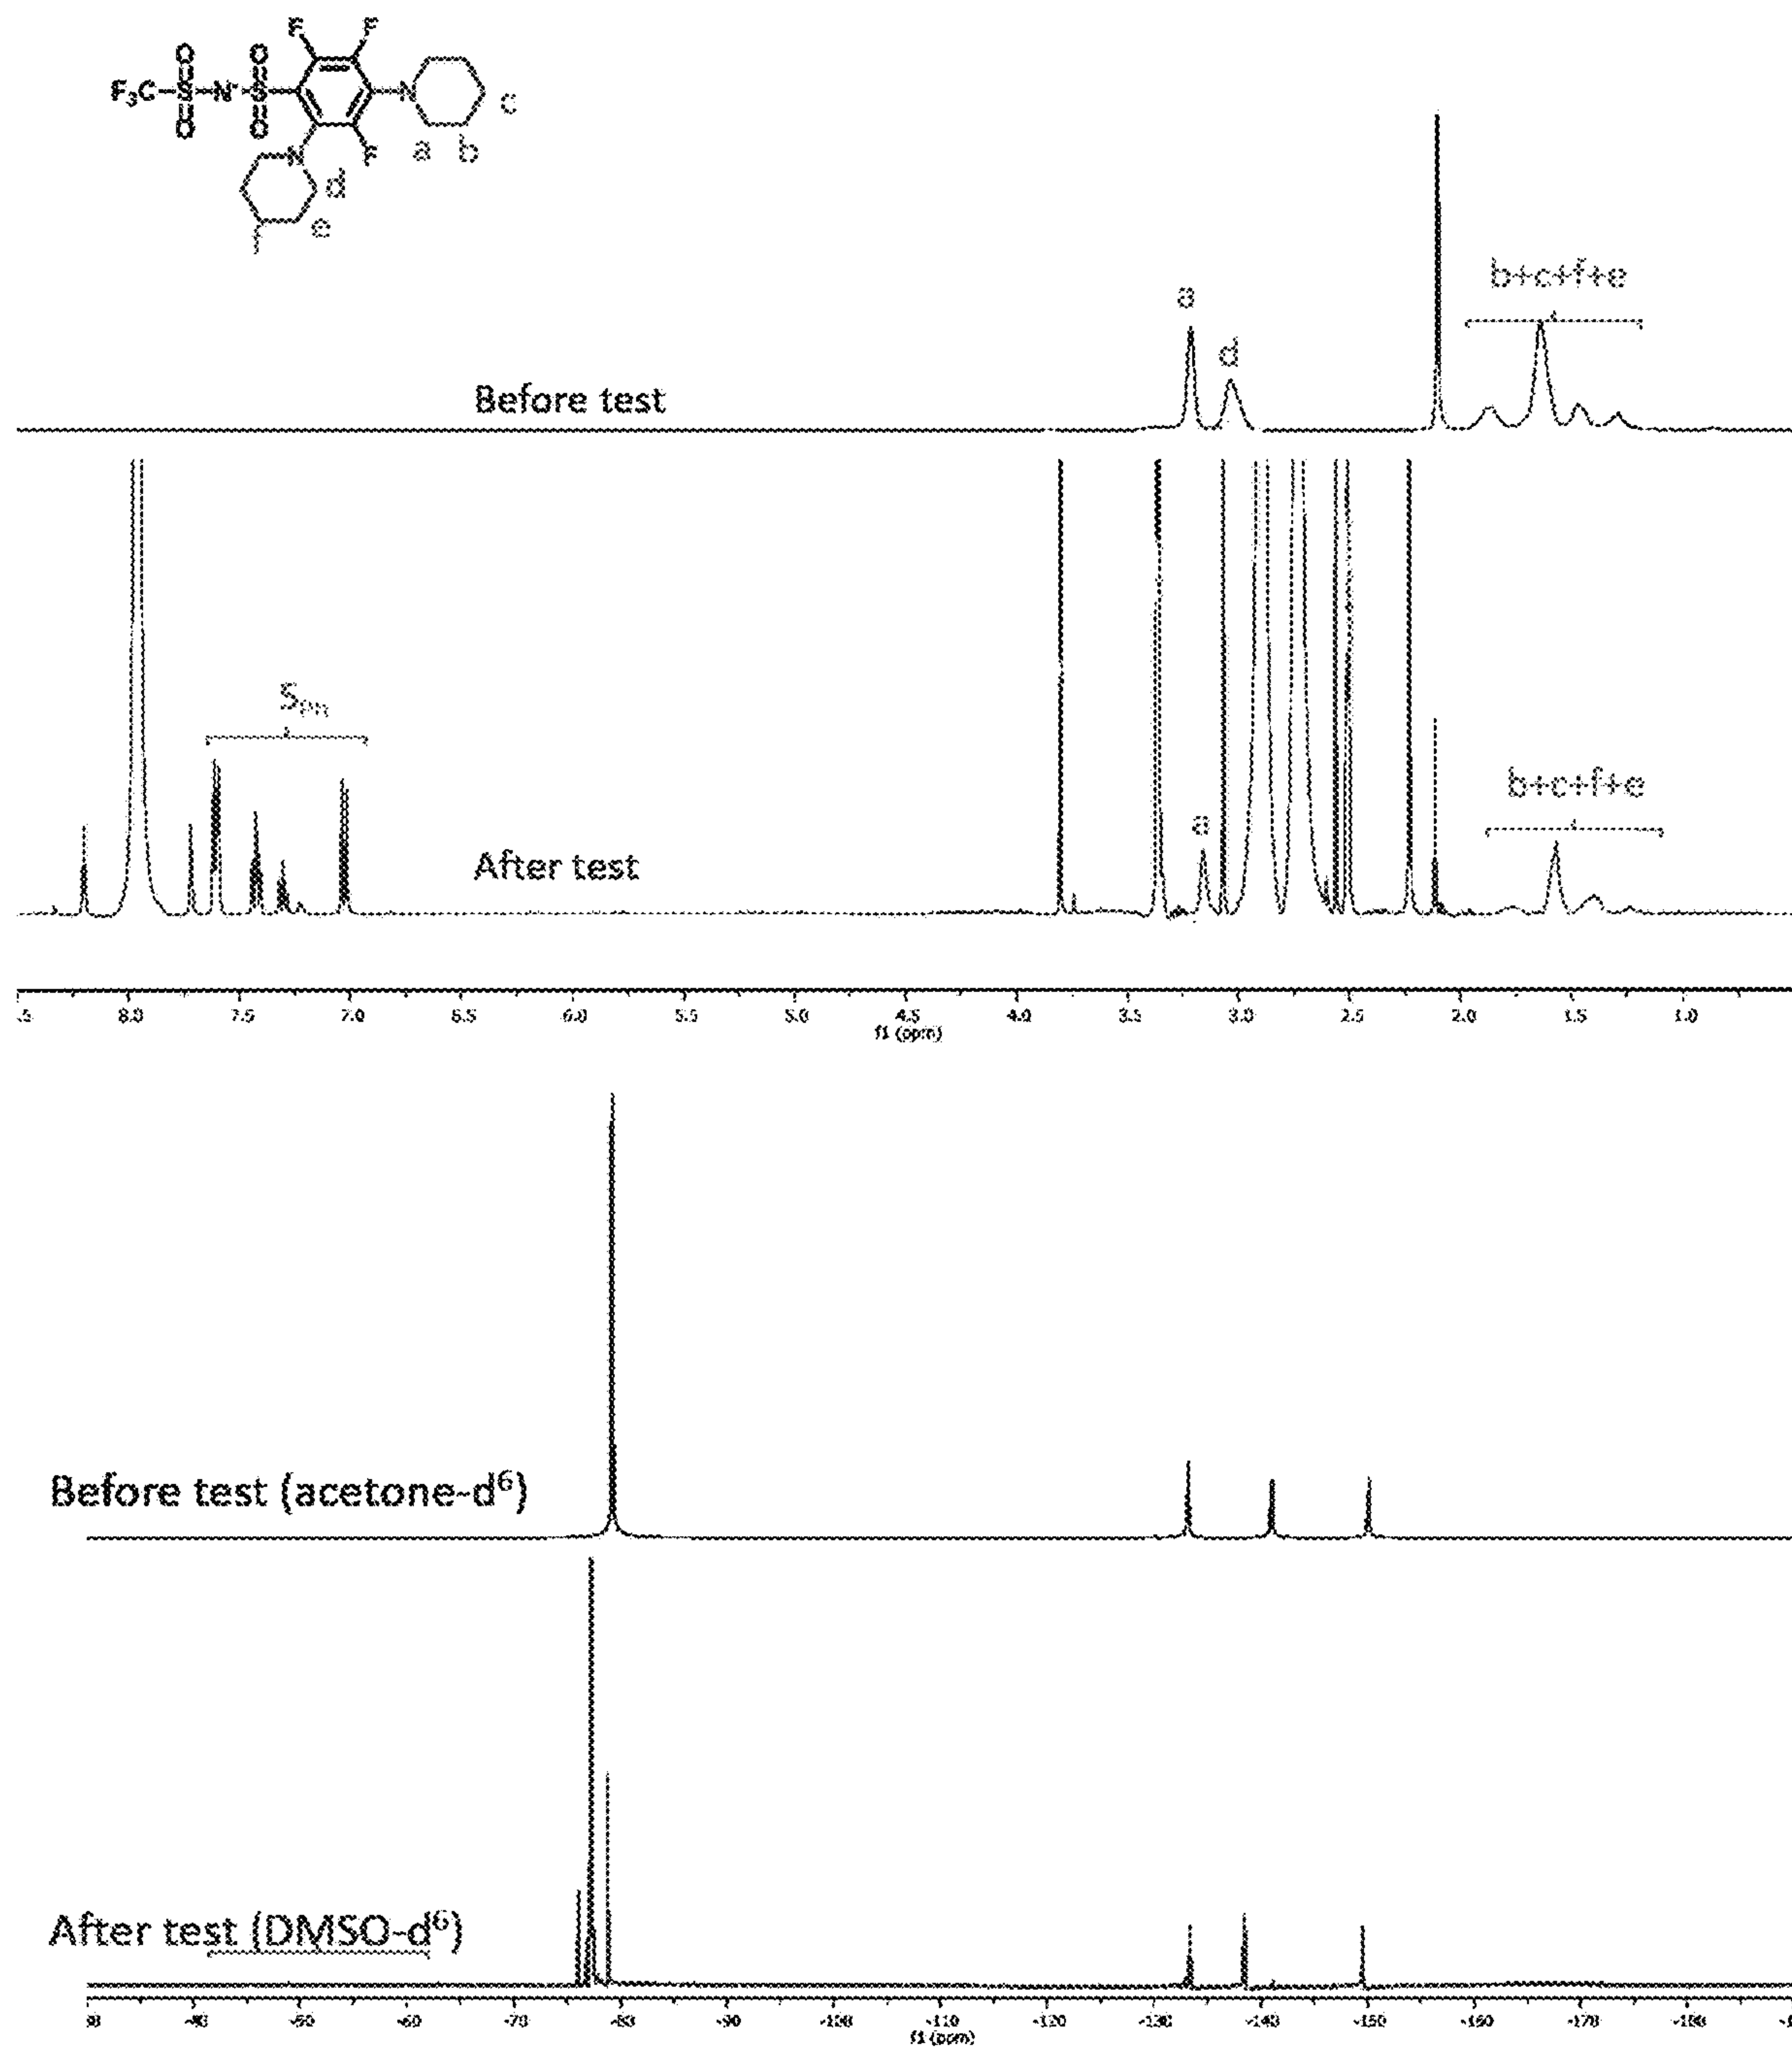 F F
O O
F₃C S N⁻ S N c
O O a b
N F
d
e
f
a
d
b+c+f+e
Before test
S
a
b+c+f+e
After test
8.0 7.5 7.0 6.5 6.0 5.5 5.0 4.5 4.0 3.5 3.0 2.5 2.0 1.5 1.0
f1 (ppm)
Before test (acetone-d⁶)
After test (DMSO-d⁶)
-40 -50 -60 -70 -80 -90 -100 -110 -120 -130 -140 -150 -160 -170 -180
f1 (ppm)